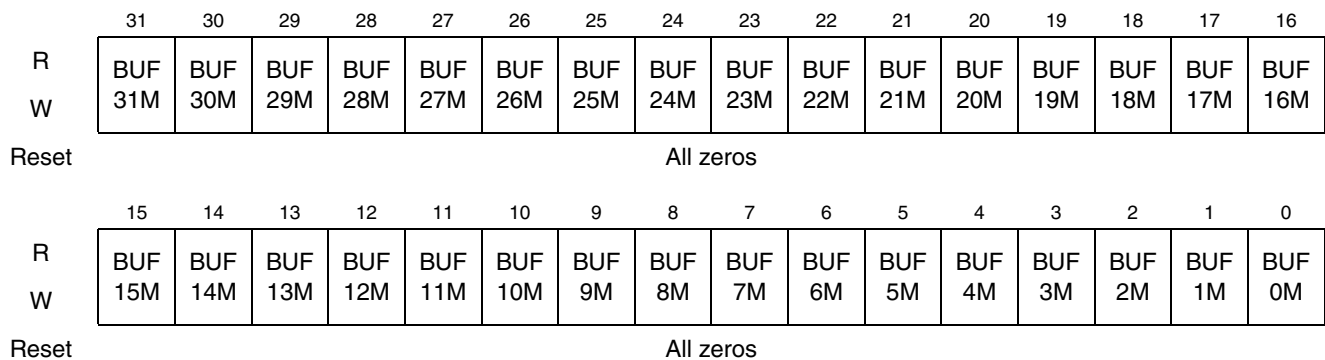 31 30 29 28 27 26 25 24 23 22 21 20 19 18 17 16
R
BUF BUF BUF BUF BUF BUF BUF BUF BUF BUF BUF BUF BUF BUF BUF BUF
31M 30M 29M 28M 27M 26M 25M 24M 23M 22M 21M 20M 19M 18M 17M 16M
W
Reset All zeros
15 14 13 12 11 10 9 8 7 6 5 4 3 2 1 0
R
BUF BUF BUF BUF BUF BUF BUF BUF BUF BUF BUF BUF BUF BUF BUF BUF
15M 14M 13M 12M 11M 10M 9M 8M 7M 6M 5M 4M 3M 2M 1M 0M
W
Reset All zeros